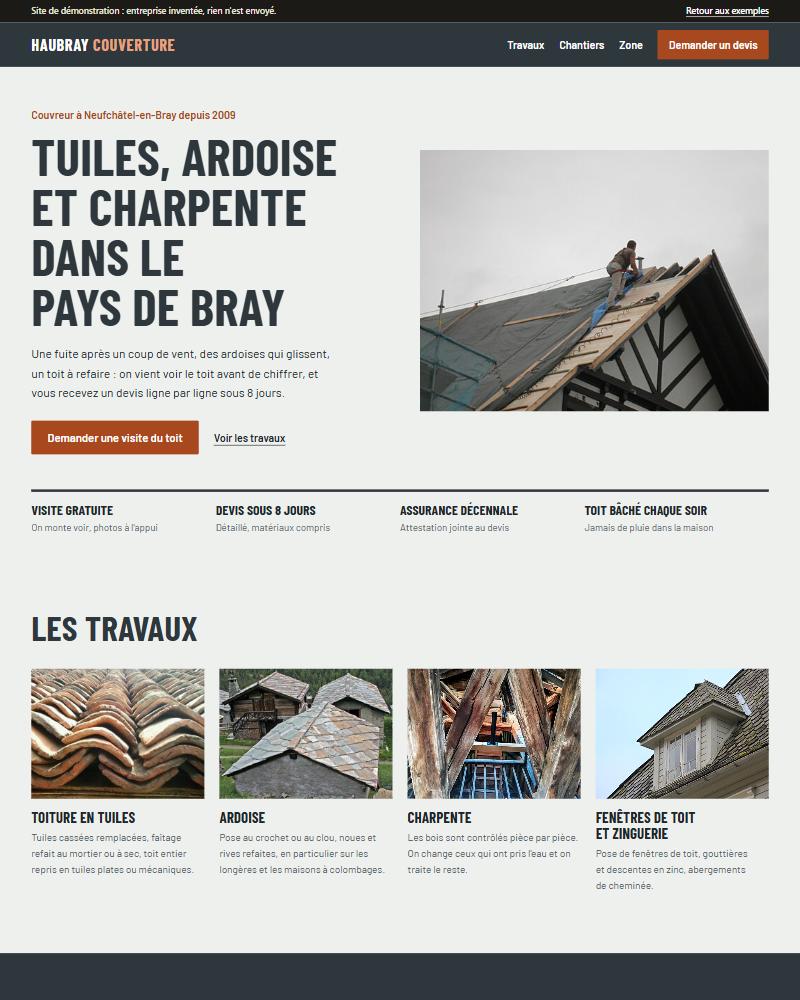 Site de démonstration : entreprise inventée, rien n'est envoyé.
Retour aux exemples
HAUBRAY COUVERTURE
Travaux
Chantiers
Zone
Demander un devis
Couvreur à Neufchâtel-en-Bray depuis 2009
TUILES, ARDOISE
ET CHARPENTE
DANS LE
PAYS DE BRAY
Une fuite après un coup de vent, des ardoises qui glissent,
un toit à refaire : on vient voir le toit avant de chiffrer, et
vous recevez un devis ligne par ligne sous 8 jours.
Demander une visite du toit
Voir les travaux
VISITE GRATUITE
On monte voir, photos à l'appui
DEVIS SOUS 8 JOURS
Détaillé, matériaux compris
ASSURANCE DÉCENNALE
Attestation jointe au devis
TOIT BÂCHÉ CHAQUE SOIR
Jamais de pluie dans la maison
LES TRAVAUX
TOITURE EN TUILES
Tuiles cassées remplacées, faîtage
refait au mortier ou à sec, toit entier
repris en tuiles plates ou mécaniques.
ARDOISE
Pose au crochet ou au clou, noues et
rives refaites, en particulier sur les
longères et les maisons à colombages.
CHARPENTE
Les bois sont contrôlés pièce par pièce.
On change ceux qui ont pris l'eau et on
traite le reste.
FENÊTRES DE TOIT
ET ZINGUERIE
Pose de fenêtres de toit, gouttières
et descentes en zinc, abergements
de cheminée.